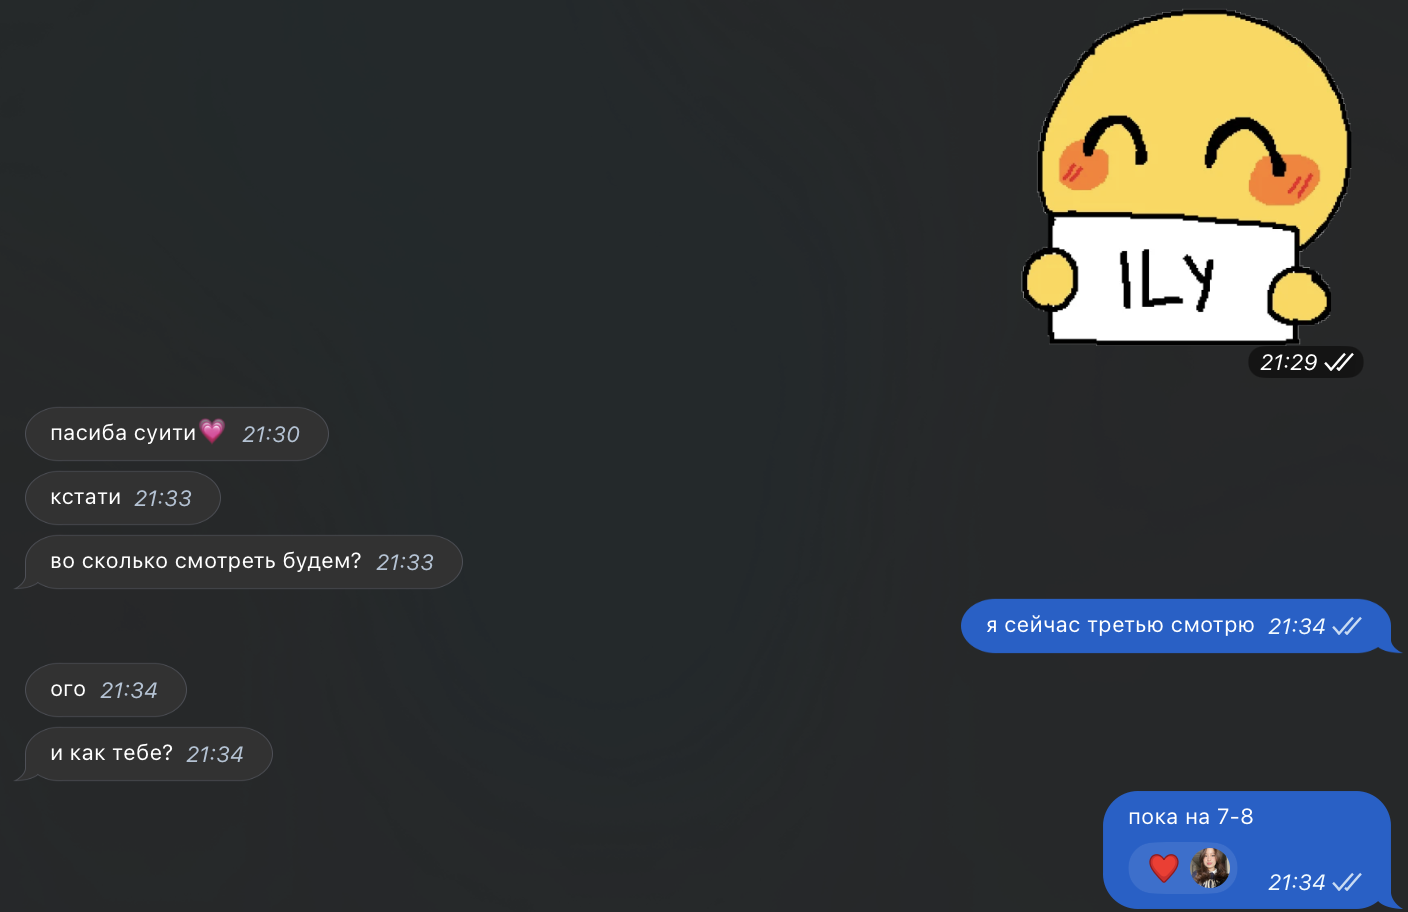 ILY
21:29
пасиба суити💗 21:30
кстати 21:33
во сколько смотреть будем? 21:33
я сейчас третью смотрю 21:34
ого 21:34
и как тебе? 21:34
пока на 7-8
❤️ 21:34